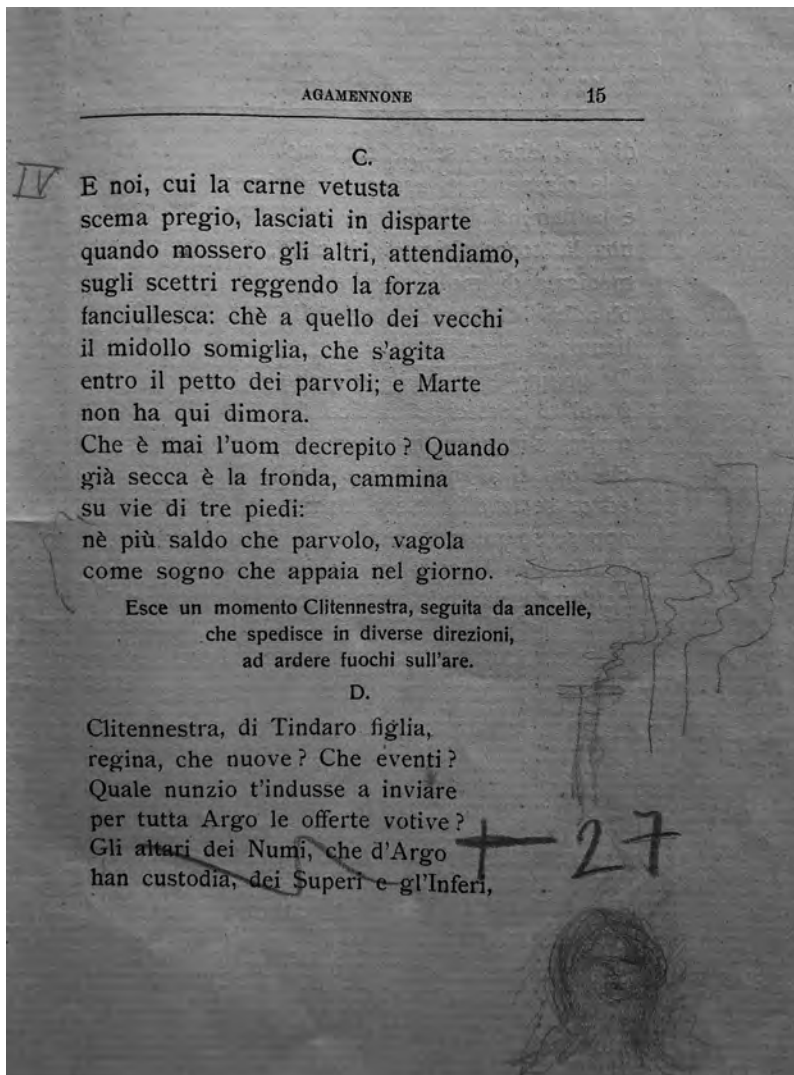 AGAMENNONE 15
C.
IV
E noi, cui la carne vetusta
scema pregio, lasciati in disparte
quando mossero gli altri, attendiamo,
sugli scettri reggendo la forza
fanciullesca: chè a quello dei vecchi
il midollo somiglia, che s'agita
entro il petto dei parvoli; e Marte
non ha qui dimora.
Che è mai l'uom decrepito? Quando
già secca è la fronda, cammina
su vie di tre piedi:
nè più saldo che parvolo, vagola
come sogno che appaia nel giorno.
Esce un momento Clitennestra, seguita da ancelle,
che spedisce in diverse direzioni,
ad ardere fuochi sull'are.
D.
Clitennestra, di Tindaro figlia,
regina, che nuove? Che eventi?
Quale nunzio t'indusse a inviare
per tutta Argo le offerte votive?
Gli altari dei Numi, che d'Argo
27
han custodia, dei Superi e gl'Inferi,